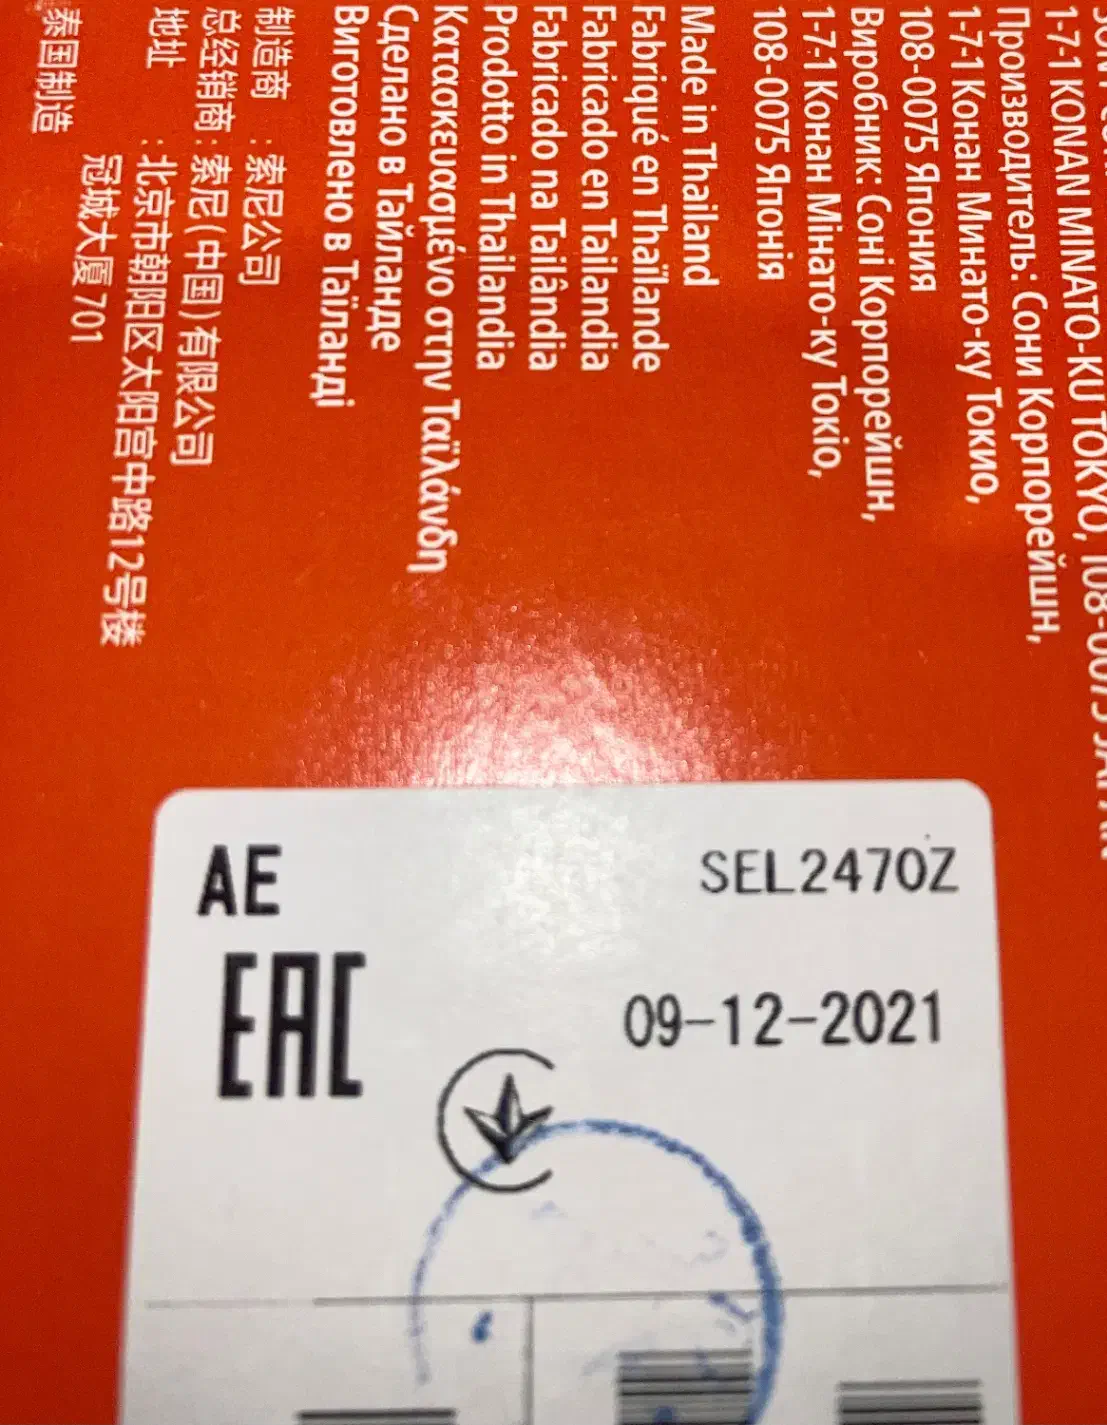 1-7-1 KONAN MINATO-KU TOKYO, 108-0075 JAPAN
Производитель: Сони Корпорейшн,
1-7-1 Конан Минато-ку Токио,
108-0075 Япония
Виробник: Соні Корпорейшн,
1-7-1 Конан Мінато-ку Токіо,
108-0075 Японія
Made in Thailand
Fabriqué en Thaïlande
Fabricado en Tailandia
Fabricado na Tailândia
Prodotto in Thailandia
Κατασκευασμένο στην Ταϊλάνδη
Сделано в Тайланде
Виготовлено в Таїланді
制造商 : 索尼公司
总经销商 : 索尼(中国)有限公司
地址 : 北京市朝阳区太阳宫中路12号楼
冠城大厦 701
泰国制造
AE
SEL2470Z
EAC
09-12-2021